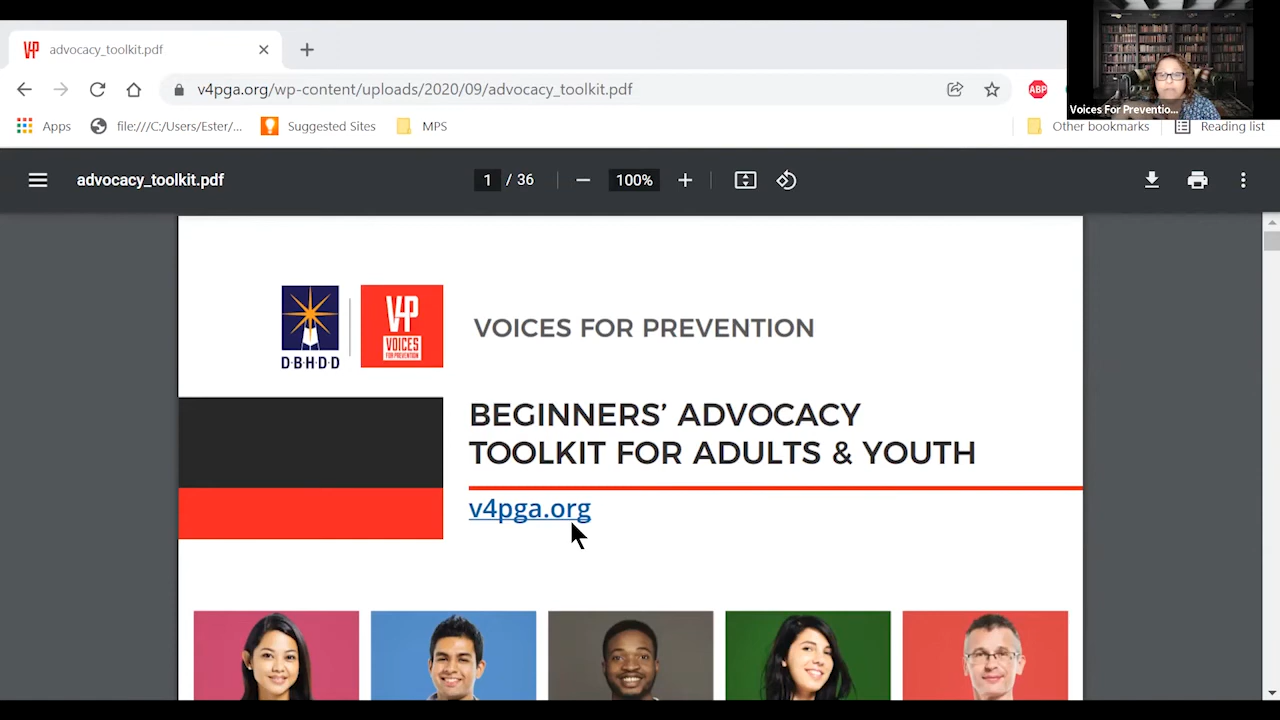 V4P
advocacy_toolkit.pdf
v4pga.org/wp-content/uploads/2020/09/advocacy_toolkit.pdf
ABP
Voices For Preventio...
Apps
file:///C:/Users/Ester/...
Suggested Sites
MPS
Other bookmarks
Reading list
advocacy_toolkit.pdf
1 / 36
100%
D·B·H·D·D
V4P
VOICES
FOR PREVENTION
VOICES FOR PREVENTION
BEGINNERS' ADVOCACY
TOOLKIT FOR ADULTS & YOUTH
v4pga.org